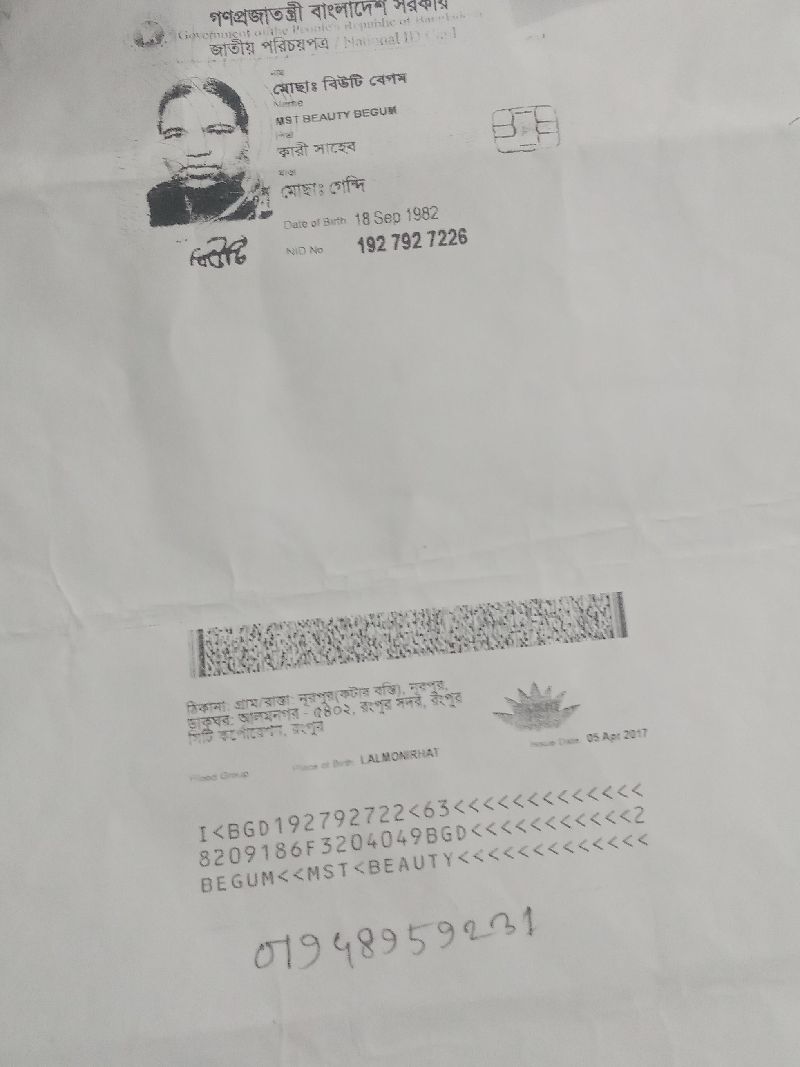 গণপ্রজাতন্ত্রী বাংলাদেশ সরকার
Government of the People's Republic of Bangladesh
জাতীয় পরিচয়পত্র / National ID Card
নাম
মোছাঃ বিউটি বেগম
Name
MST BEAUTY BEGUM
পিতা
ক্বারী সাহেব
মাতা
মোছাঃ গেন্দি
Date of Birth 18 Sep 1982
NID No 192 792 7226
বিউটি
ঠিকানা: গ্রাম/রাস্তা: নূরপুর(কটার বস্তি), নূরপুর,
ডাকঘর: আলমনগর - ৫৪০২, রংপুর সদর, রংপুর
সিটি কর্পোরেশন, রংপুর
Blood Group Place of Birth LALMONIRHAT Issue Date 05 Apr 2017
I<BGD192792722<63<<<<<<<<<<<<<
8209186F3204049BGD<<<<<<<<<<<2
BEGUM<<MST<BEAUTY<<<<<<<<<<<<<
01948959231